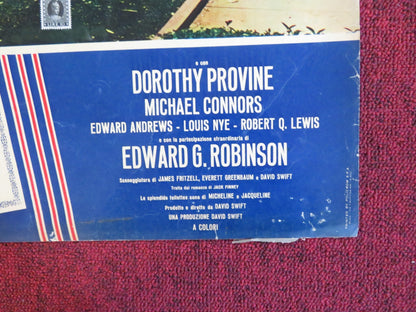 e con
DOROTHY PROVINE
MICHAEL CONNORS
EDWARD ANDREWS - LOUIS NYE - ROBERT Q. LEWIS
e con la partecipazione straordinaria di
EDWARD G. ROBINSON
Sceneggiatura di JAMES FRITZELL, EVERETT GREENBAUM e DAVID SWIFT
Tratto dal romanzo di JACK FINNEY
Le splendide toilettes sono di MICHELINE e JACQUELINE
Prodotto e diretto da DAVID SWIFT
UNA PRODUZIONE DAVID SWIFT
A COLORI